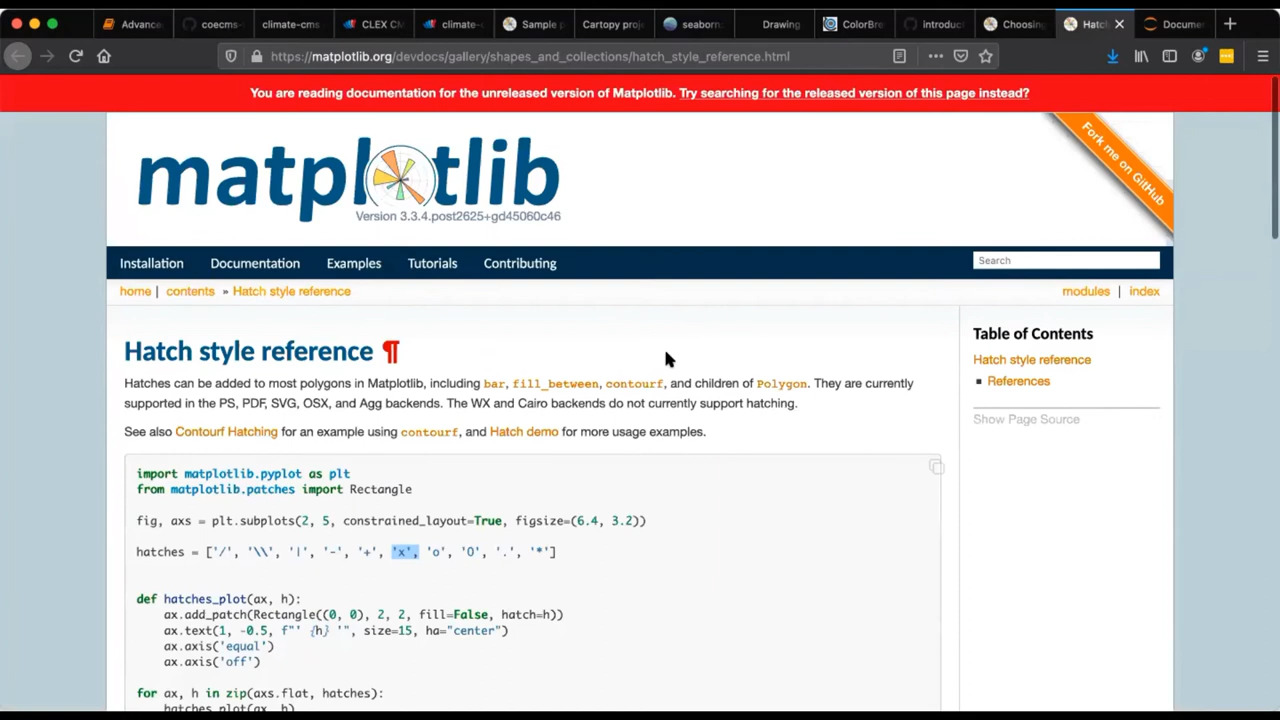 Advance
coecms-
climate-cms
CLEX CM
climate-
Sample p
Cartopy proj
seaborn
Drawing
ColorBre
introduct
Choosing
Hatc
Docume
https://matplotlib.org/devdocs/gallery/shapes_and_collections/hatch_style_reference.html
You are reading documentation for the unreleased version of Matplotlib. Try searching for the released version of this page instead?
Fork me on GitHub
matplotlib
Version 3.3.4.post2625+gd45060c46
Installation Documentation Examples Tutorials Contributing Search
home | contents » Hatch style reference modules | index
Hatch style reference ¶
Hatches can be added to most polygons in Matplotlib, including bar, fill_between, contourf, and children of Polygon. They are currently
supported in the PS, PDF, SVG, OSX, and Agg backends. The WX and Cairo backends do not currently support hatching.
See also Contourf Hatching for an example using contourf, and Hatch demo for more usage examples.
import matplotlib.pyplot as plt
from matplotlib.patches import Rectangle
fig, axs = plt.subplots(2, 5, constrained_layout=True, figsize=(6.4, 3.2))
hatches = ['/', '\\', '|', '-', '+', 'x', 'o', 'O', '.', '*']
def hatches_plot(ax, h):
ax.add_patch(Rectangle((0, 0), 2, 2, fill=False, hatch=h))
ax.text(1, -0.5, f"' {h} '", size=15, ha="center")
ax.axis('equal')
ax.axis('off')
for ax, h in zip(axs.flat, hatches):
hatches_plot(ax, h)
Table of Contents
Hatch style reference
References
Show Page Source